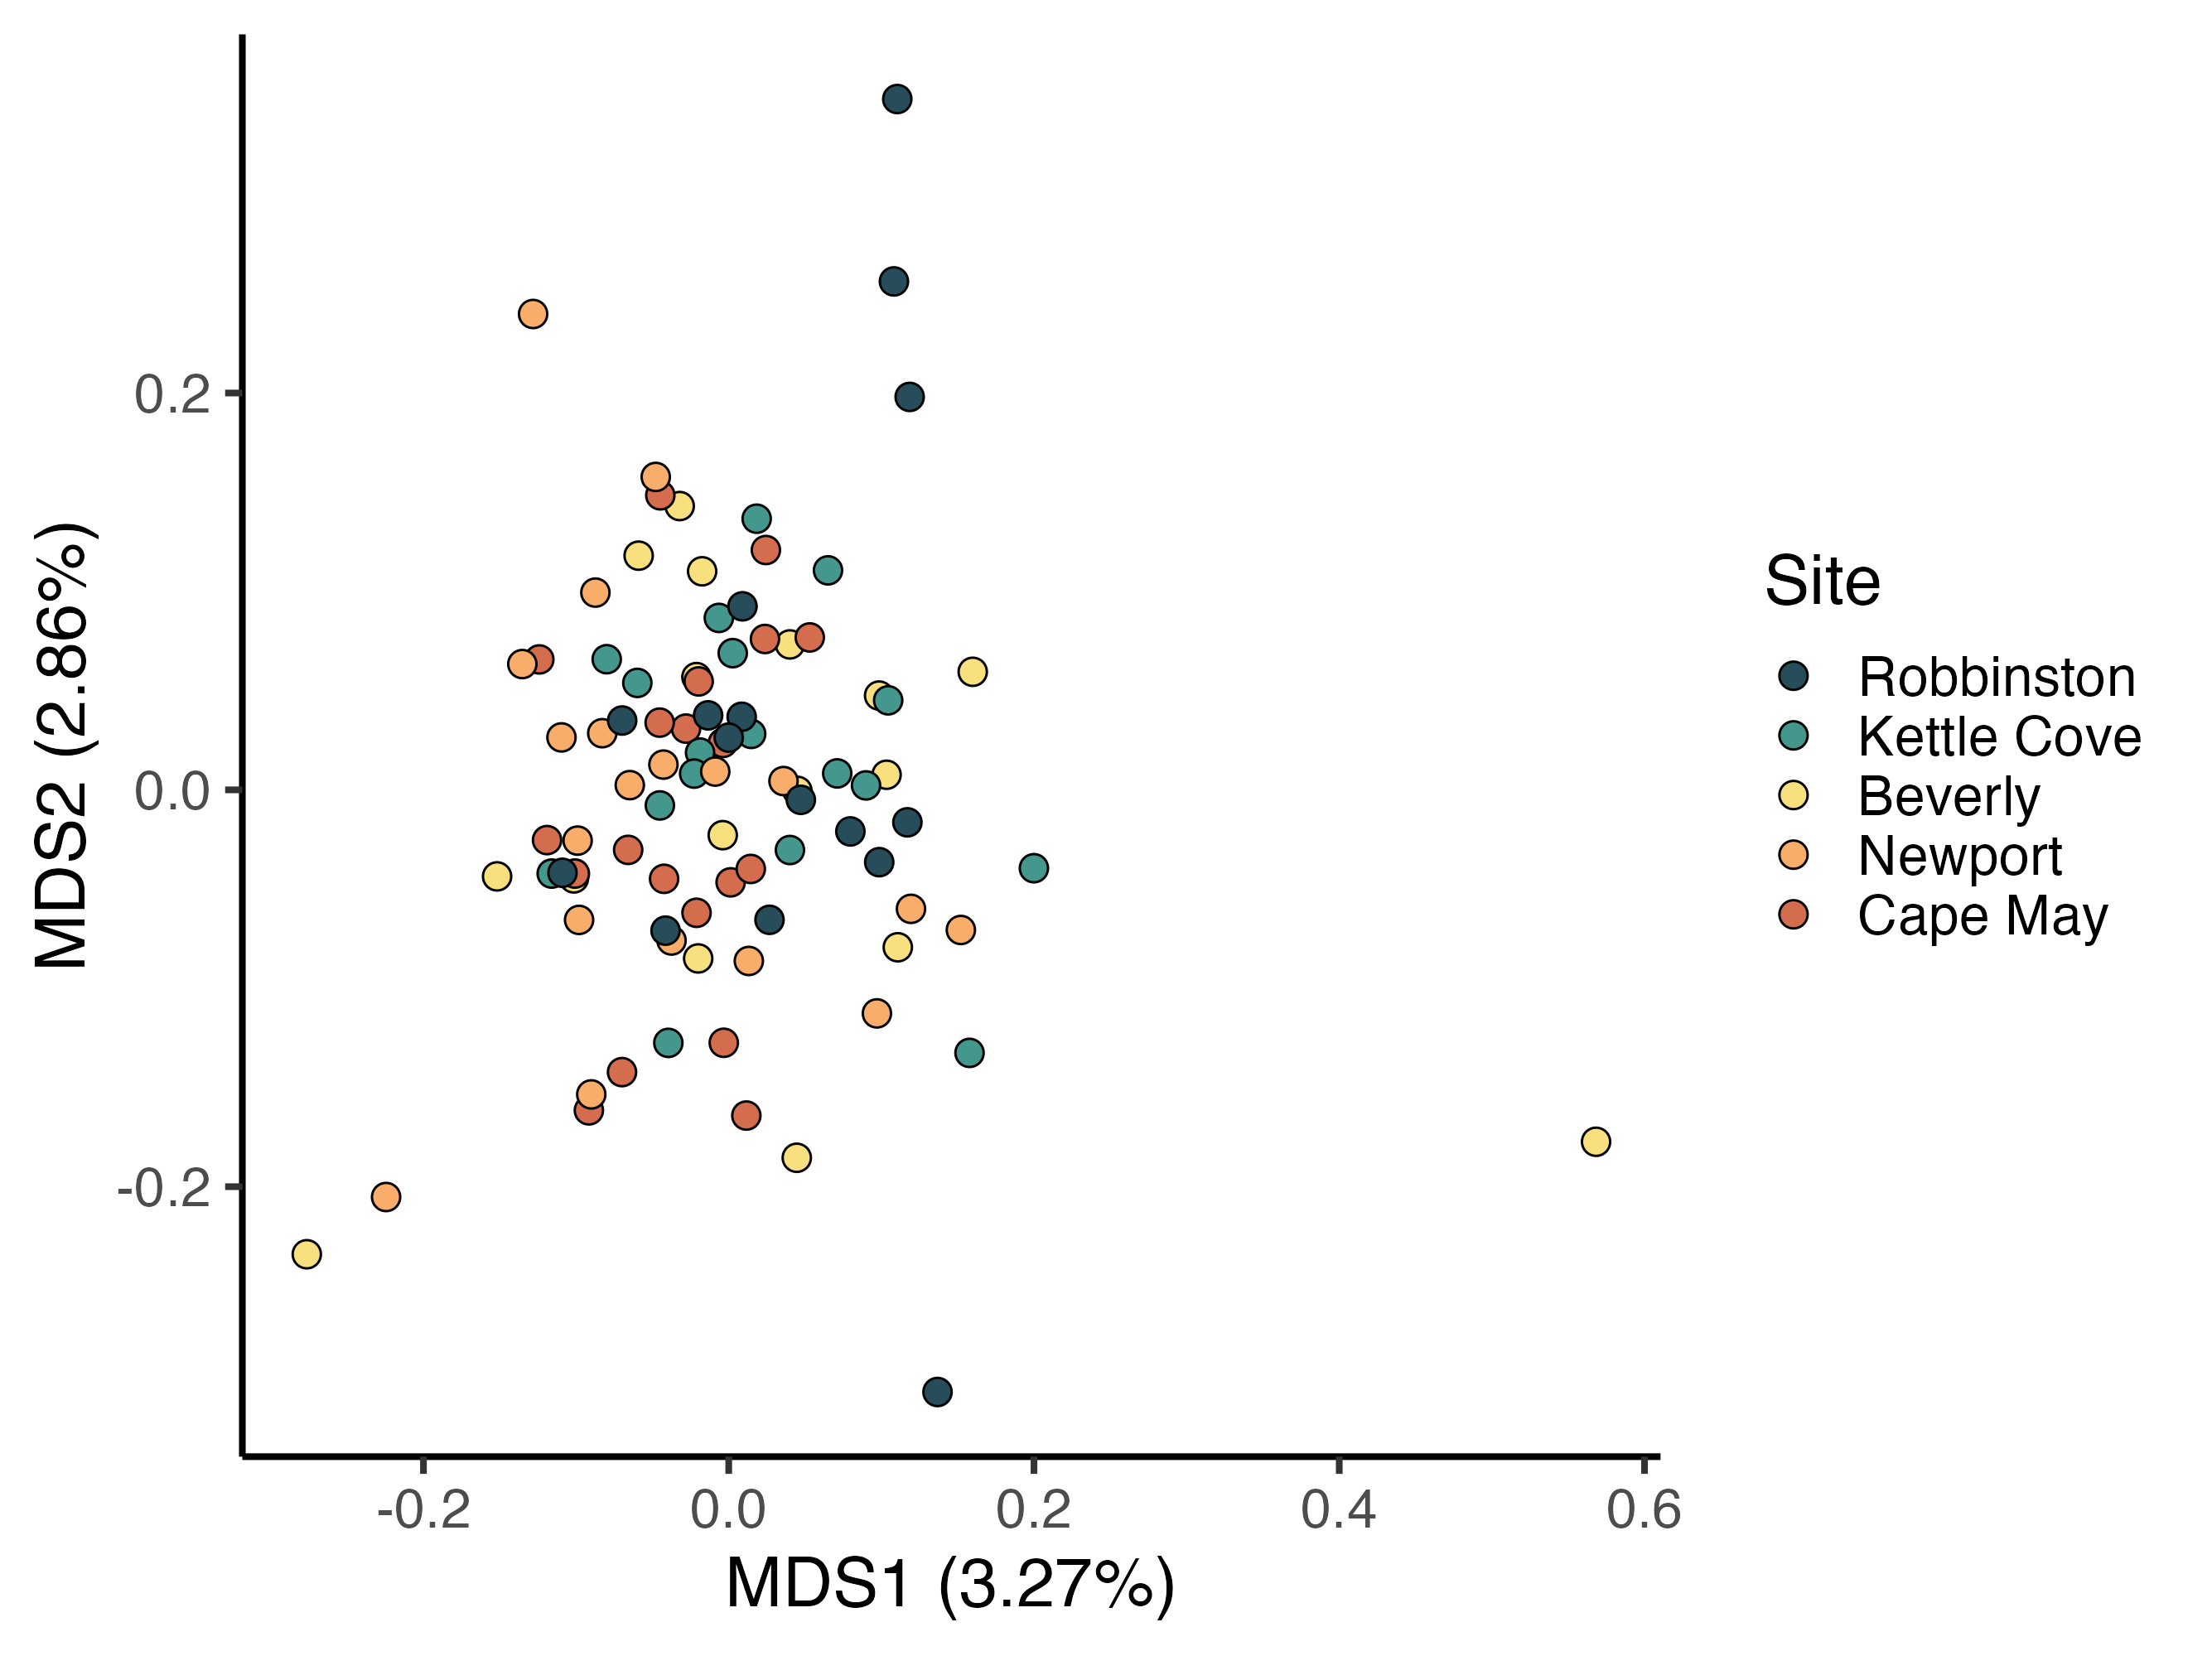 0.2
0.0
-0.2
MDS2 (2.86%)
-0.2
0.0
0.2
0.4
0.6
MDS1 (3.27%)
Site
Robbinston
Kettle Cove
Beverly
Newport
Cape May